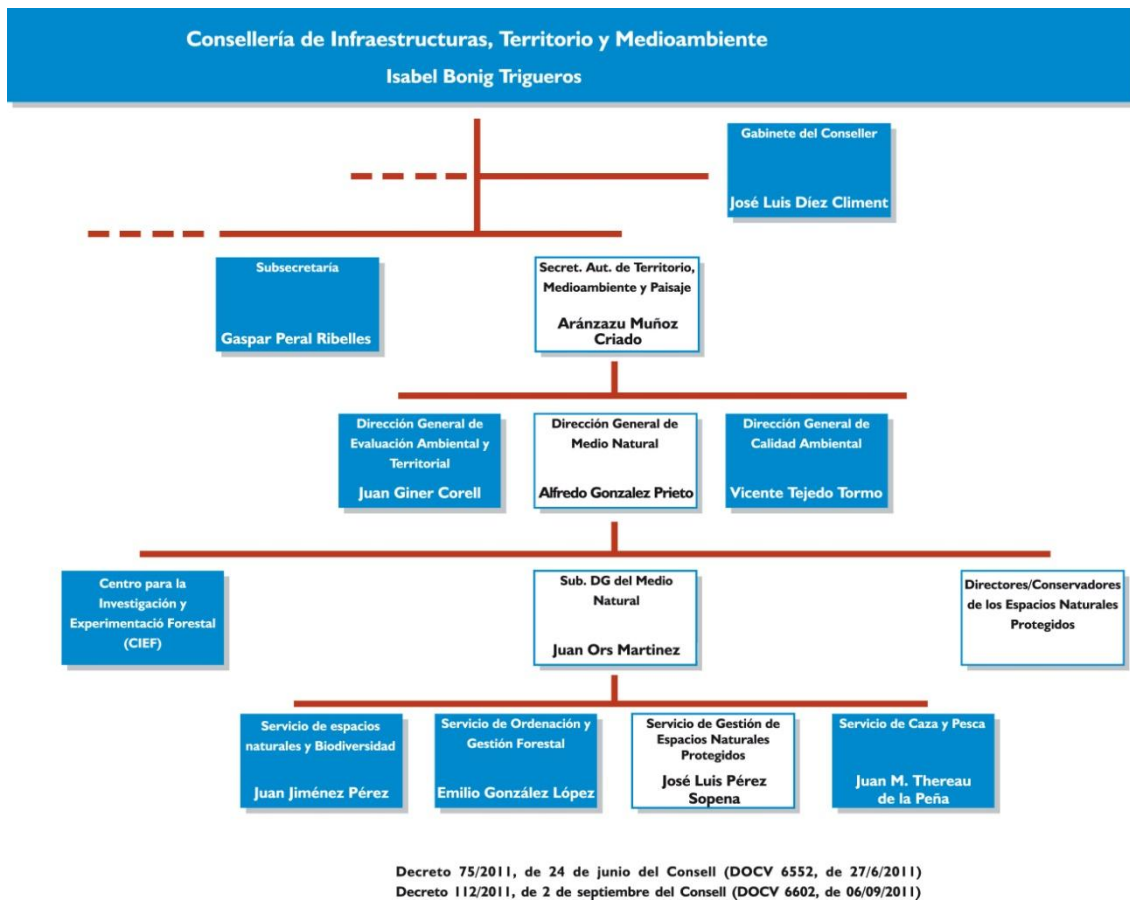 Consellería de Infraestructuras, Territorio y Medioambiente
Isabel Bonig Trigueros
Gabinete del Conseller
José Luis Díez Climent
Subsecretaría
Gaspar Peral Ribelles
Secret. Aut. de Territorio,
Medioambiente y Paisaje
Aránzazu Muñoz
Criado
Dirección General de
Evaluación Ambiental y
Territorial
Juan Giner Corell
Dirección General de
Medio Natural
Alfredo Gonzalez Prieto
Dirección General de
Calidad Ambiental
Vicente Tejedo Tormo
Centro para la
Investigación y
Experimentació Forestal
(CIEF)
Sub. DG del Medio
Natural
Juan Ors Martinez
Directores/Conservadores
de los Espacios Naturales
Protegidos
Servicio de espacios
naturales y Biodiversidad
Juan Jiménez Pérez
Servicio de Ordenación y
Gestión Forestal
Emilio González López
Servicio de Gestión de
Espacios Naturales
Protegidos
José Luis Pérez
Sopena
Servicio de Caza y Pesca
Juan M. Thereau
de la Peña
Decreto 75/2011, de 24 de junio del Consell (DOCV 6552, de 27/6/2011)
Decreto 112/2011, de 2 de septiembre del Consell (DOCV 6602, de 06/09/2011)